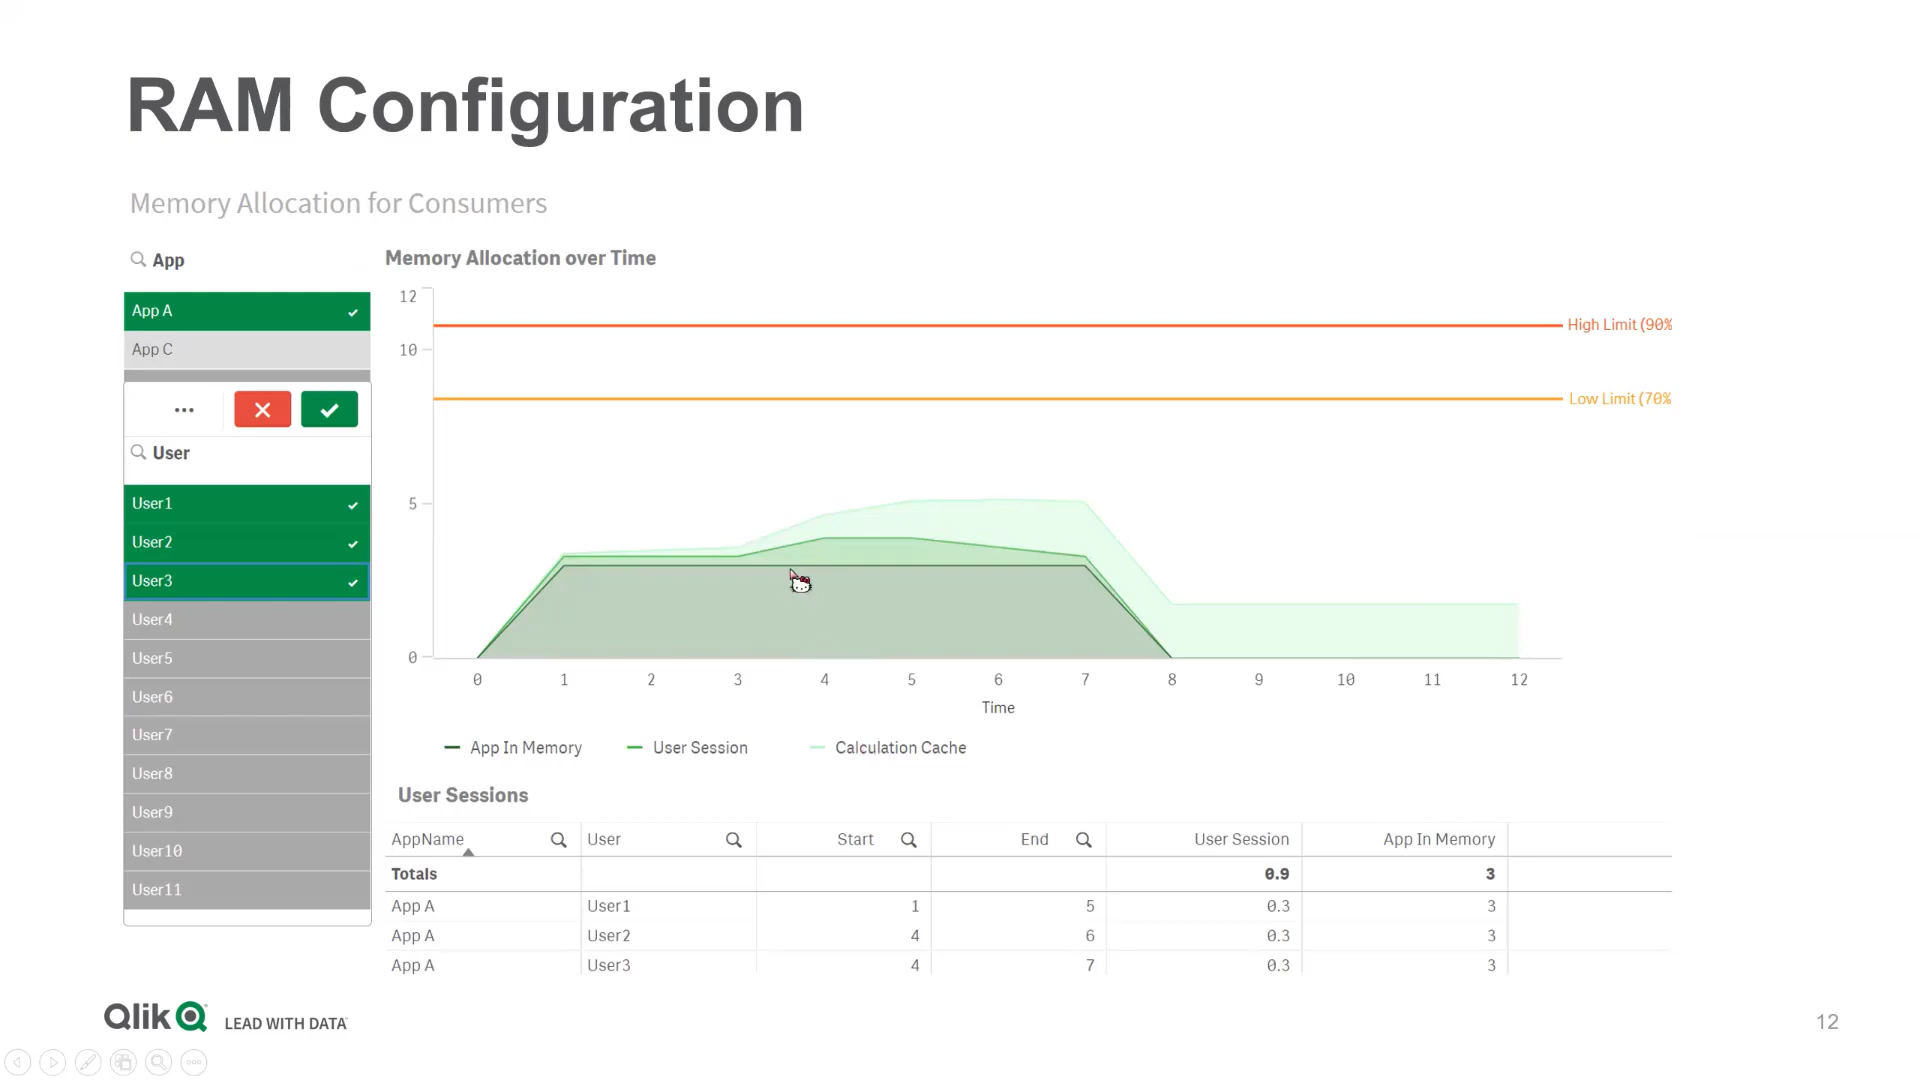 RAM Configuration
Memory Allocation for Consumers
App
App A
App C
User
User1
User2
User3
User4
User5
User6
User7
User8
User9
User10
User11
Memory Allocation over Time
12
10
5
0
High Limit (90%
Low Limit (70%
0 1 2 3 4 5 6 7 8 9 10 11 12
Time
App In Memory User Session Calculation Cache
User Sessions
AppName User Start End User Session App In Memory
Totals 0.9 3
App A User1 1 5 0.3 3
App A User2 4 6 0.3 3
App A User3 4 7 0.3 3
Qlik LEAD WITH DATA
12